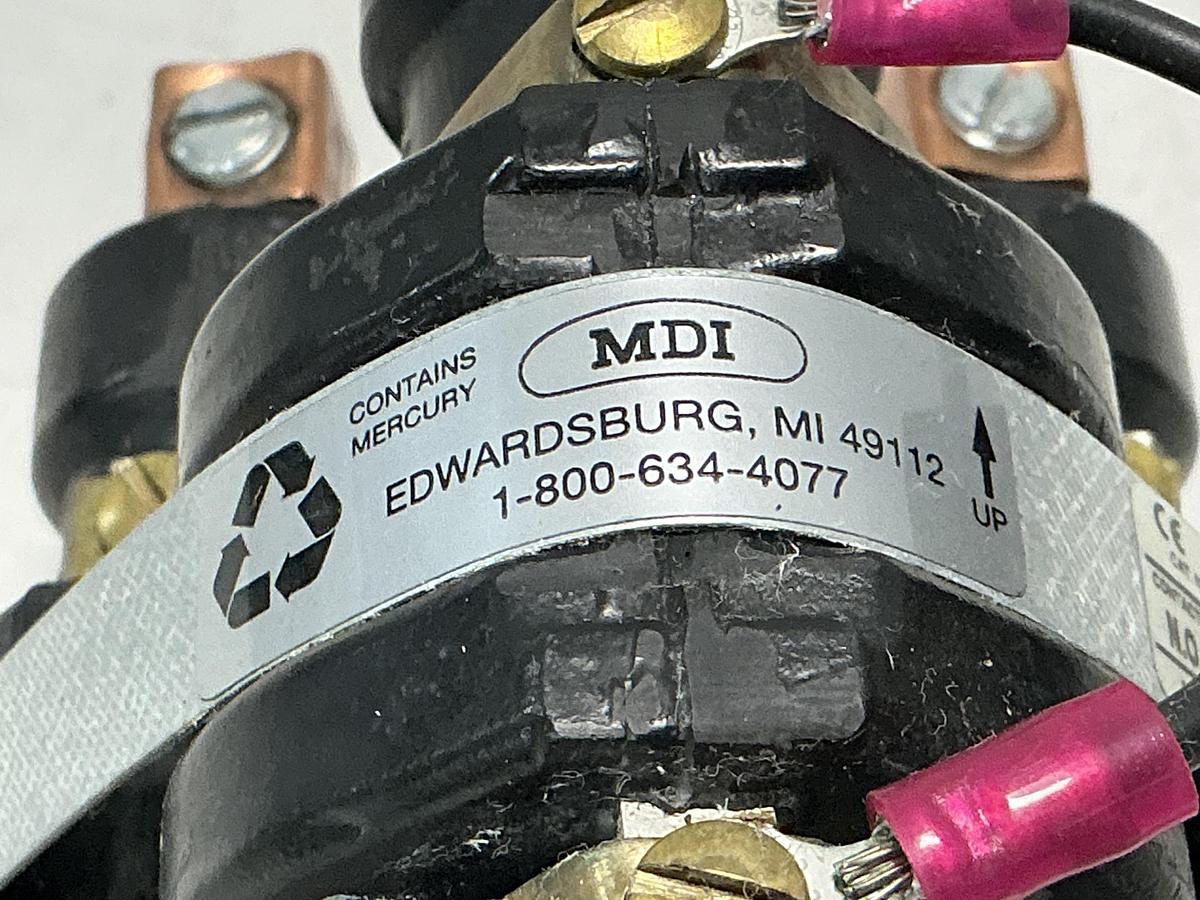 MDI
CONTAINS
MERCURY
EDWARDSBURG, MI 49112
1-800-634-4077
UP